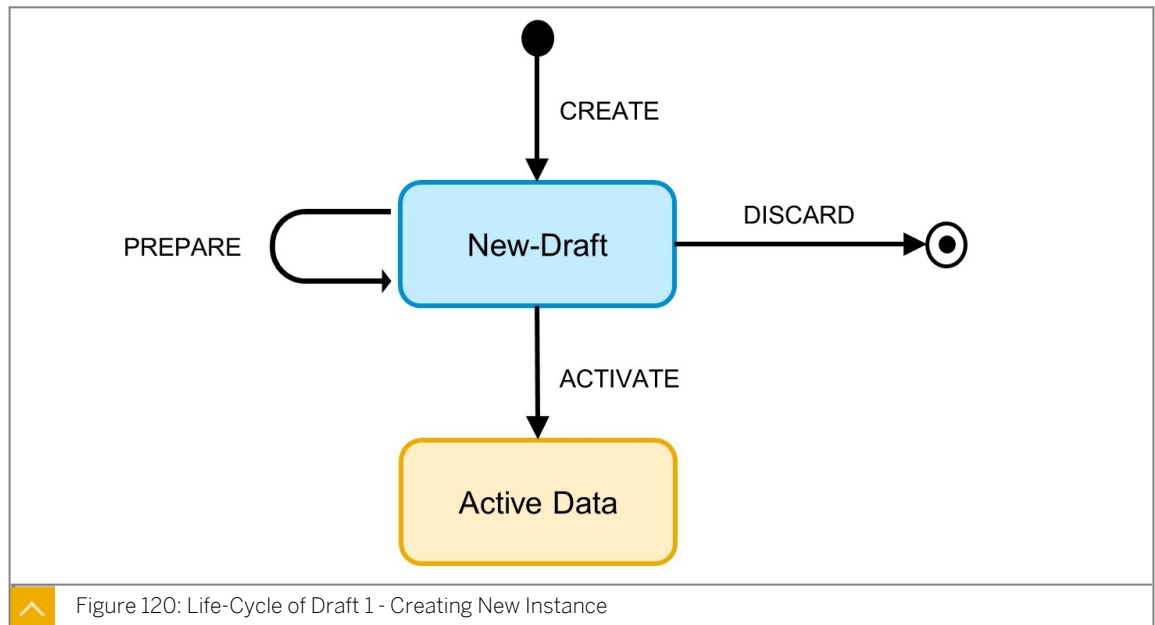 CREATE
PREPARE
New-Draft
DISCARD
ACTIVATE
Active Data
Figure 120: Life-Cycle of Draft 1 - Creating New Instance